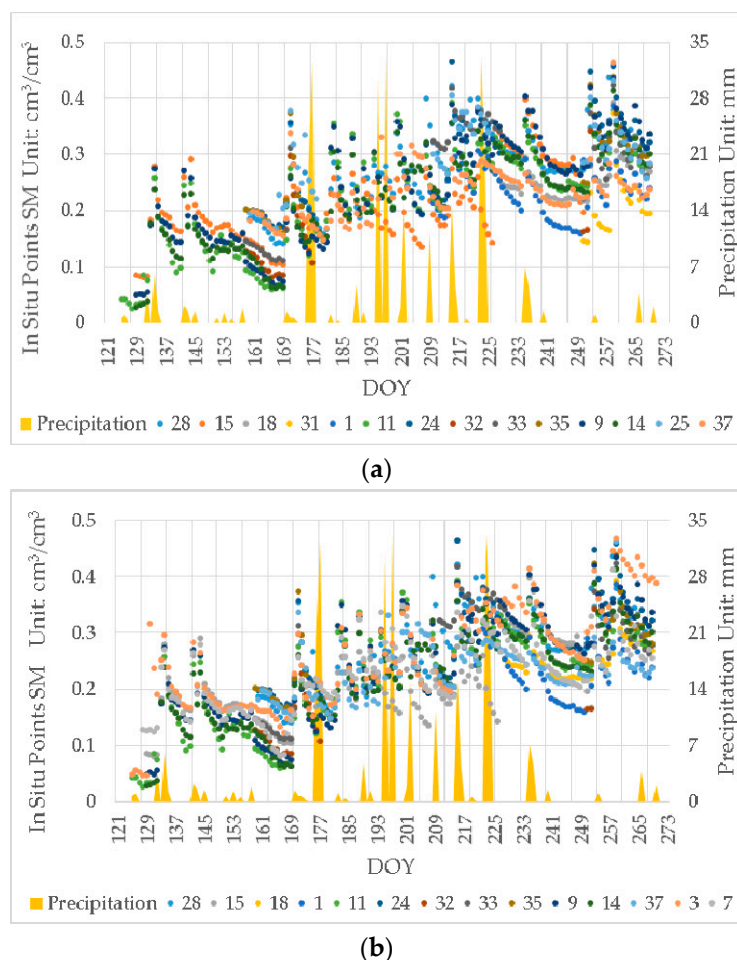 (a)
In Situ Points SM Unit: cm³/cm³
0.5
0.4
0.3
0.2
0.1
0
Precipitation Unit: mm
35
28
21
14
7
0
121 129 137 145 153 161 169 177 185 193 201 209 217 225 233 241 249 257 265 273
DOY
Precipitation 28 15 18 31 1 11 24 32 33 35 9 14 25 37
(a)
In Situ Points SM Unit: cm³/cm³
0.5
0.4
0.3
0.2
0.1
0
Precipitation Unit: mm
35
28
21
14
7
0
121 129 137 145 153 161 169 177 185 193 201 209 217 225 233 241 249 257 265 273
DOY
Precipitation 28 15 18 1 11 24 32 33 35 9 14 37 3 7
(b)